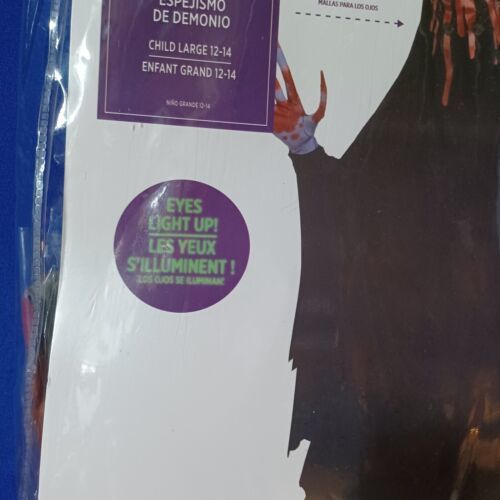 MALLAS PARA LOS OJOS
ESPEJISMO
DE DEMONIO
CHILD LARGE 12-14
ENFANT GRAND 12-14
NIÑO GRANDE 12-14
EYES
LIGHT UP!
LES YEUX
S'ILLUMINENT !
¡LOS OJOS SE ILUMINAN!